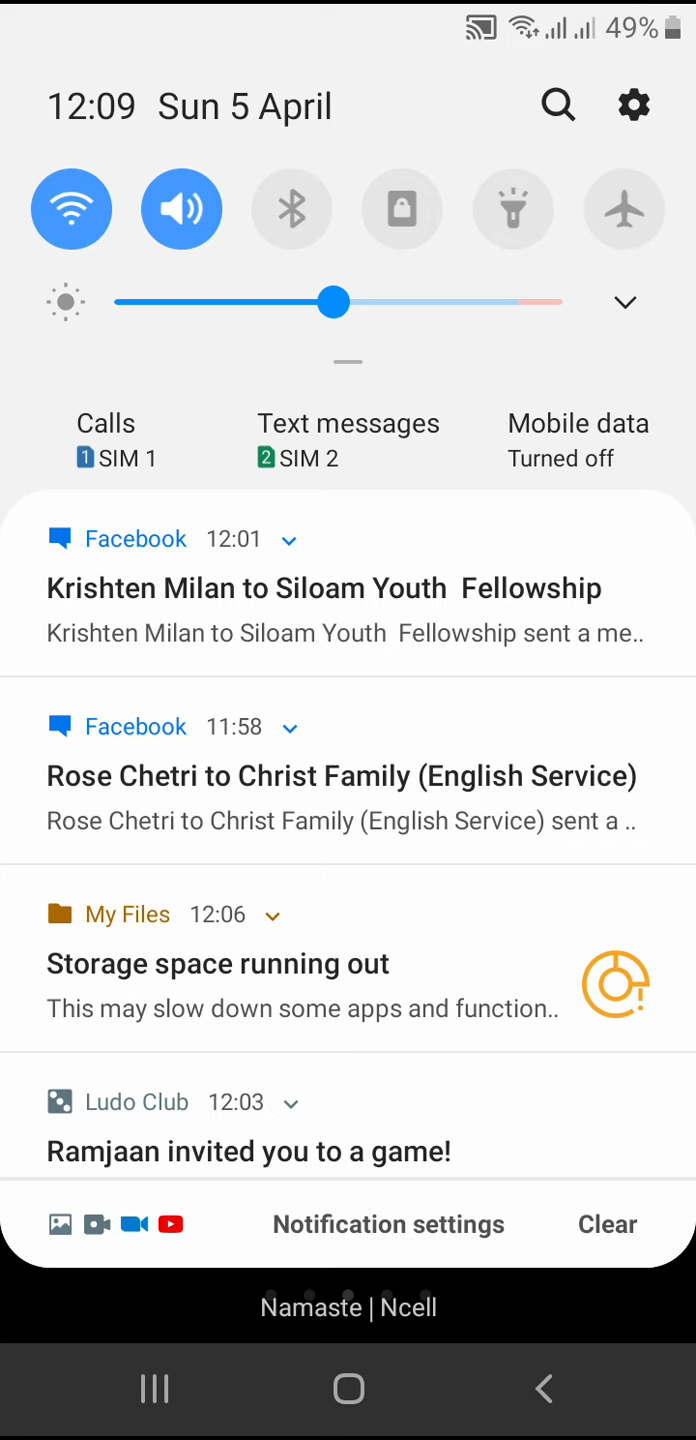 49%
12:09 Sun 5 April
Calls Text messages Mobile data
1 SIM 1 2 SIM 2 Turned off
Facebook 12:01
Krishten Milan to Siloam Youth Fellowship
Krishten Milan to Siloam Youth Fellowship sent a me..
Facebook 11:58
Rose Chetri to Christ Family (English Service)
Rose Chetri to Christ Family (English Service) sent a ..
My Files 12:06
Storage space running out
This may slow down some apps and function..
Ludo Club 12:03
Ramjaan invited you to a game!
Notification settings Clear
Namaste | Ncell